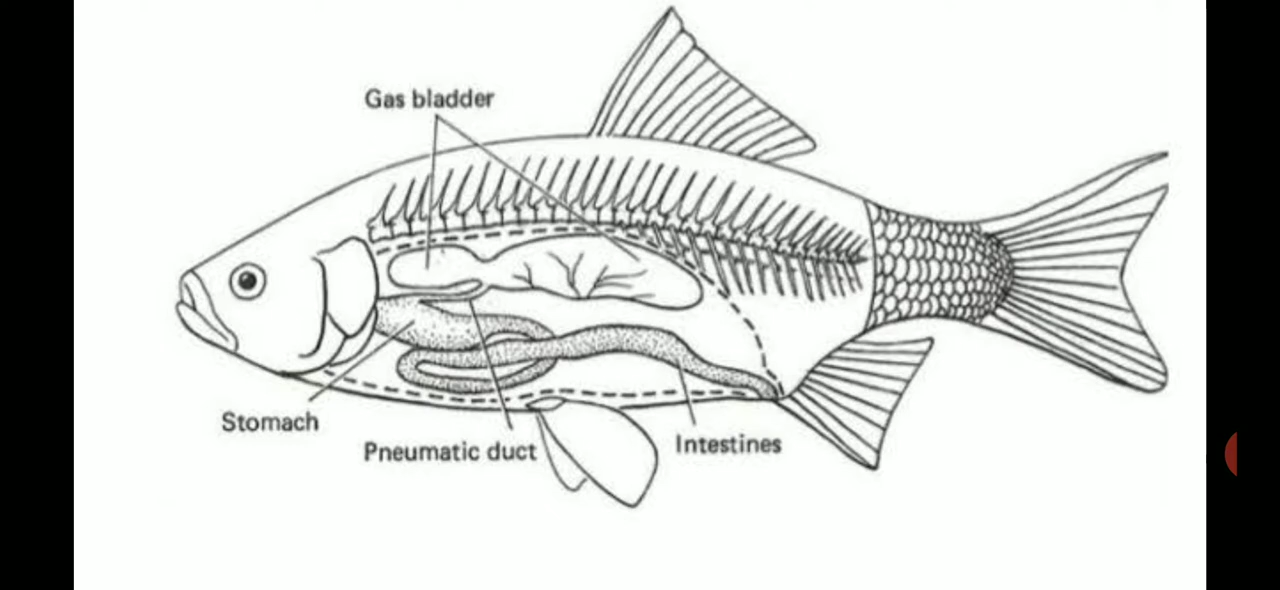 Gas bladder
Stomach
Pneumatic duct
Intestines